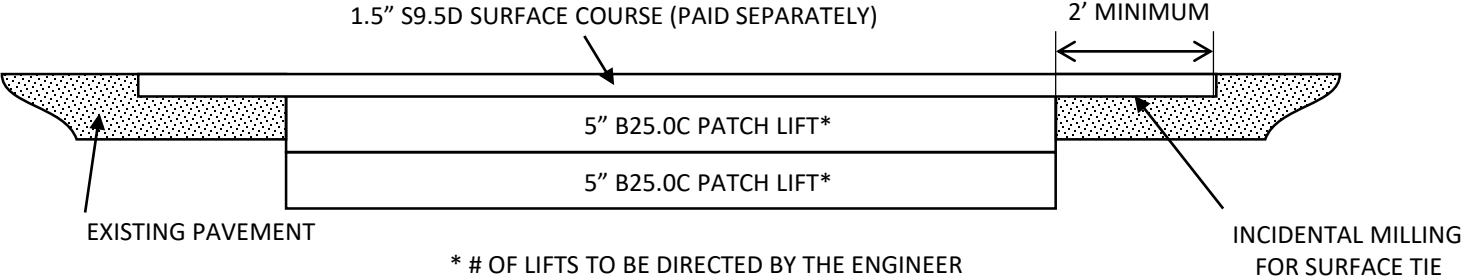 1.5” S9.5D SURFACE COURSE (PAID SEPARATELY)
2’ MINIMUM
5” B25.0C PATCH LIFT*
5” B25.0C PATCH LIFT*
EXISTING PAVEMENT
INCIDENTAL MILLING
FOR SURFACE TIE
* # OF LIFTS TO BE DIRECTED BY THE ENGINEER